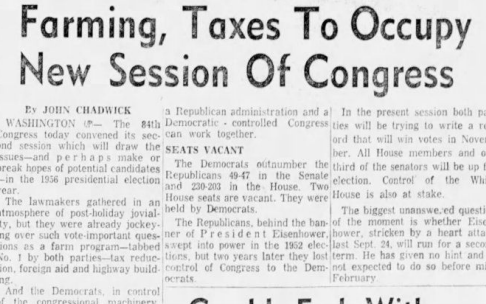 Farming, Taxes To Occupy
New Session Of Congress
By JOHN CHADWICK
WASHINGTON (AP— The 84th
Congress today convened its sec-
ond session which will draw the
issues—and perhaps make or
break hopes of potential candidates
—in the 1956 presidential election
year.
The lawmakers gathered in an
atmosphere of post-holiday jovial-
ity, but they were already jockey-
ing over such vote-important ques-
tions as a farm program—tabbed
No. 1 by both parties—tax reduc-
tion, foreign aid and highway build-
ing.
And the Democrats, in control
of the congressional machinery
a Republican administration and a
Democratic - controlled Congress
can work together.
SEATS VACANT
The Democrats outnumber the
Republicans 49-47 in the Senate
and 230-203 in the House. Two
House seats are vacant. They were
held by Democrats.
The Republicans, behind the ban-
ner of President Eisenhower,
swept into power in the 1952 elec-
tions, but two years later they lost
control of Congress to the Dem-
ocrats.
In the present session both pa
ties will be trying to write a re
ord that will win votes in Novem
ber. All House members and o
third of the senators will be up f
election. Control of the Whi
House is also at stake.
The biggest unanswered questi
of the moment is whether Eise
hower, stricken by a heart atta
last Sept. 24, will run for a seco
term. He has given no hint and
not expected to do so before mi
February.